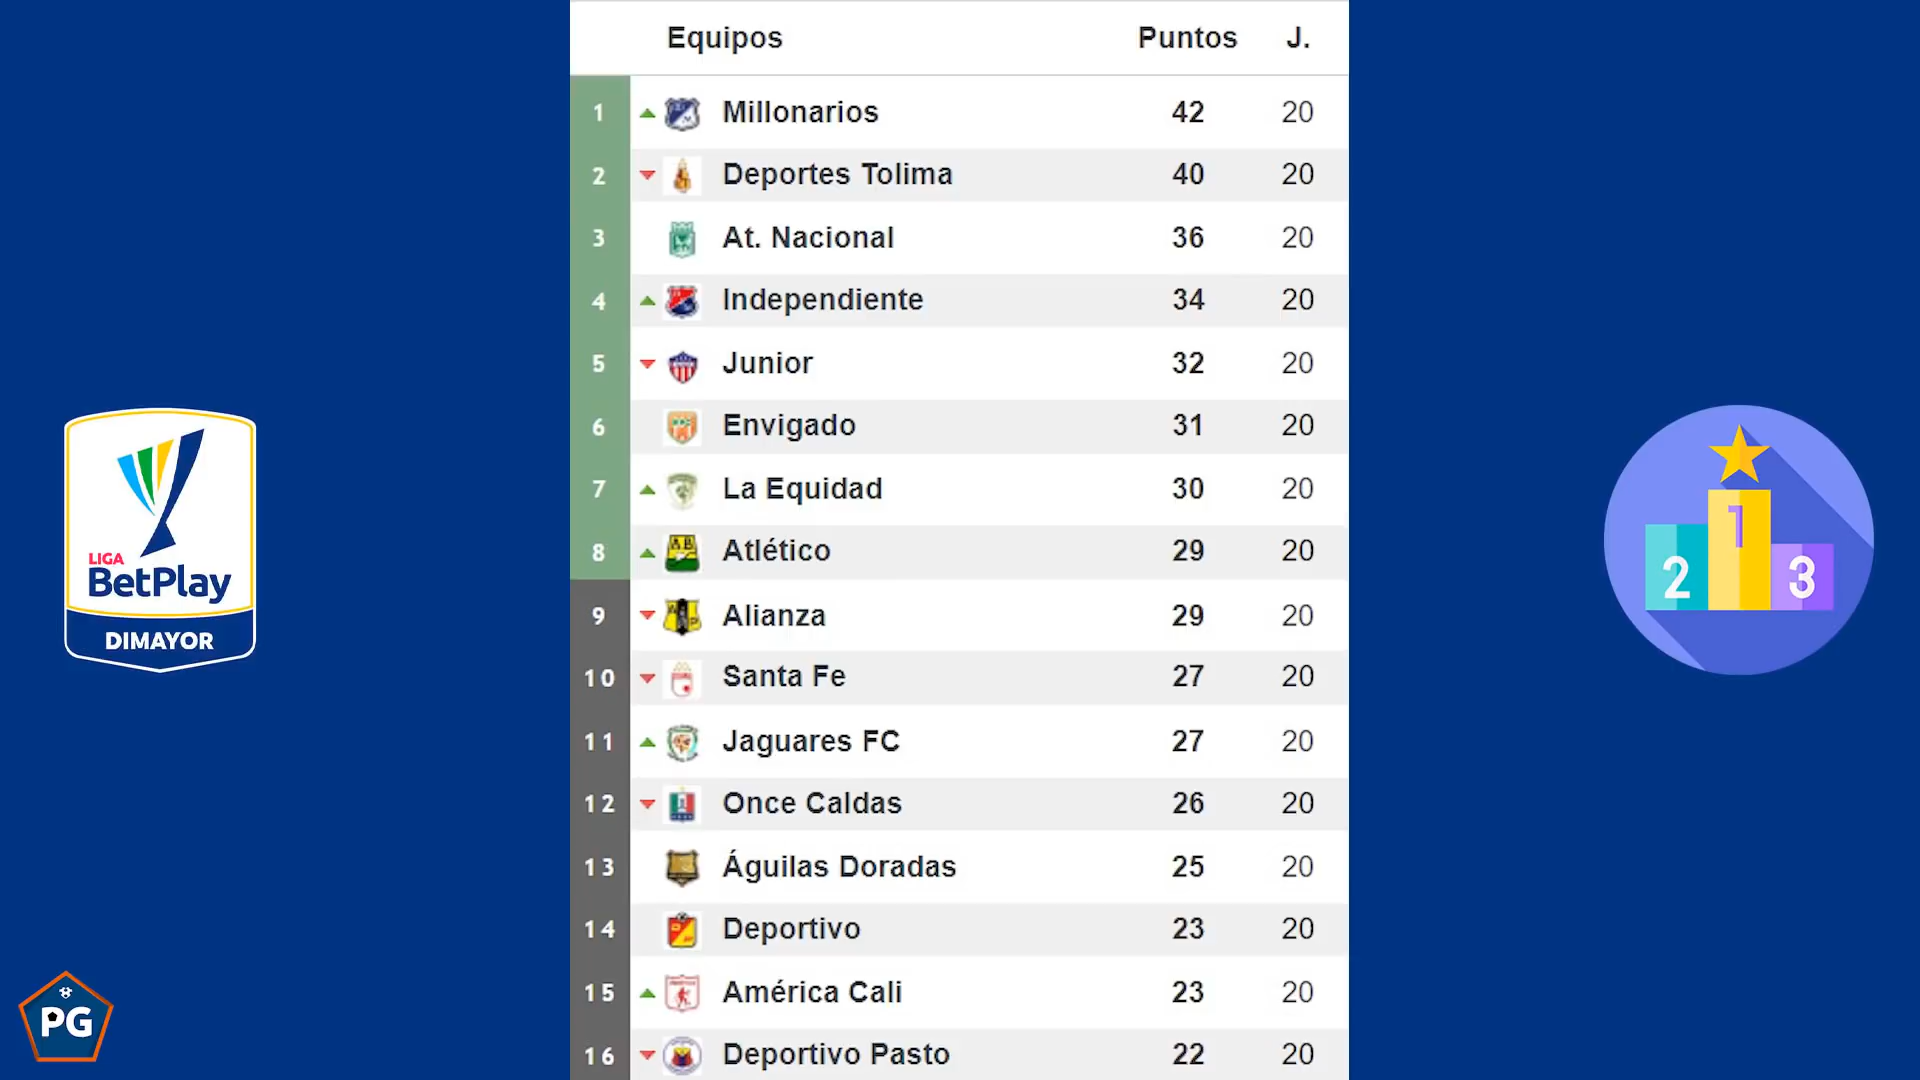 Equipos Puntos J.
1 Millonarios 42 20
2 Deportes Tolima 40 20
3 At. Nacional 36 20
4 Independiente 34 20
5 Junior 32 20
6 Envigado 31 20
7 La Equidad 30 20
8 Atlético 29 20
9 Alianza 29 20
10 Santa Fe 27 20
11 Jaguares FC 27 20
12 Once Caldas 26 20
13 Águilas Doradas 25 20
14 Deportivo 23 20
15 América Cali 23 20
16 Deportivo Pasto 22 20
LIGA
BetPlay
DIMAYOR
1
2 3
PG